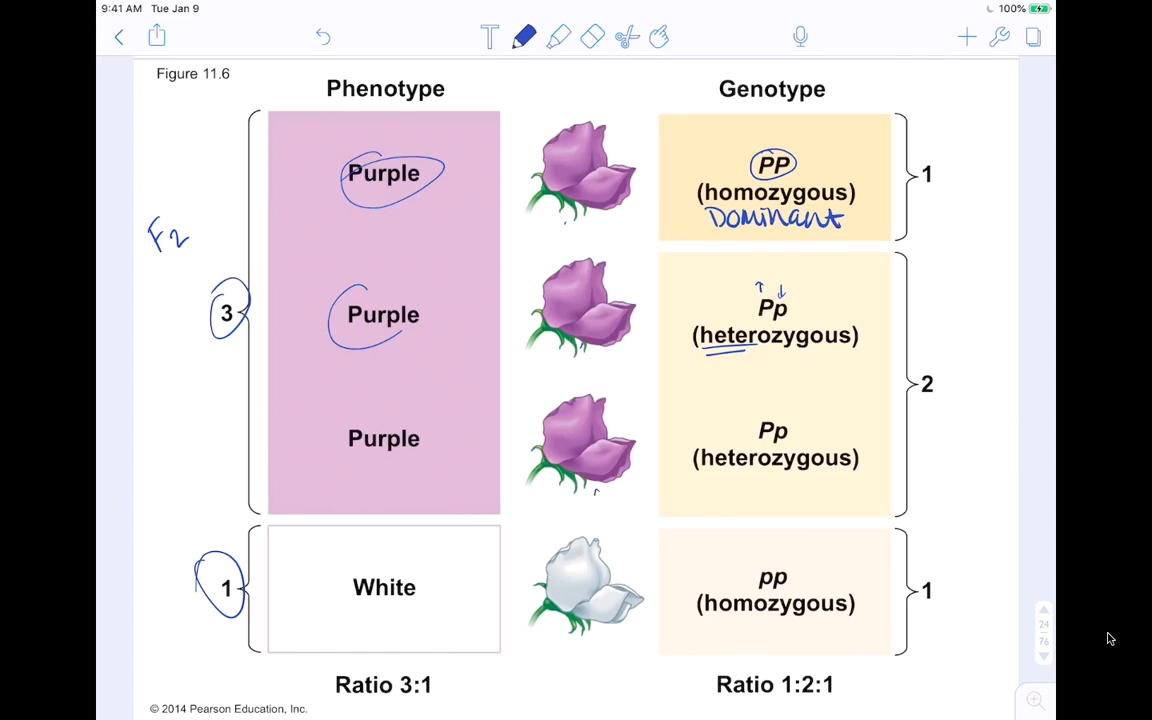 9:41 AM Tue Jan 9
100%
T
Figure 11.6
Phenotype
Genotype
Purple
PP
(homozygous)
Dominant
1
F2
3
Purple
Pp
(heterozygous)
2
Purple
Pp
(heterozygous)
1
White
pp
(homozygous)
1
24
76
Ratio 3:1
Ratio 1:2:1
© 2014 Pearson Education, Inc.